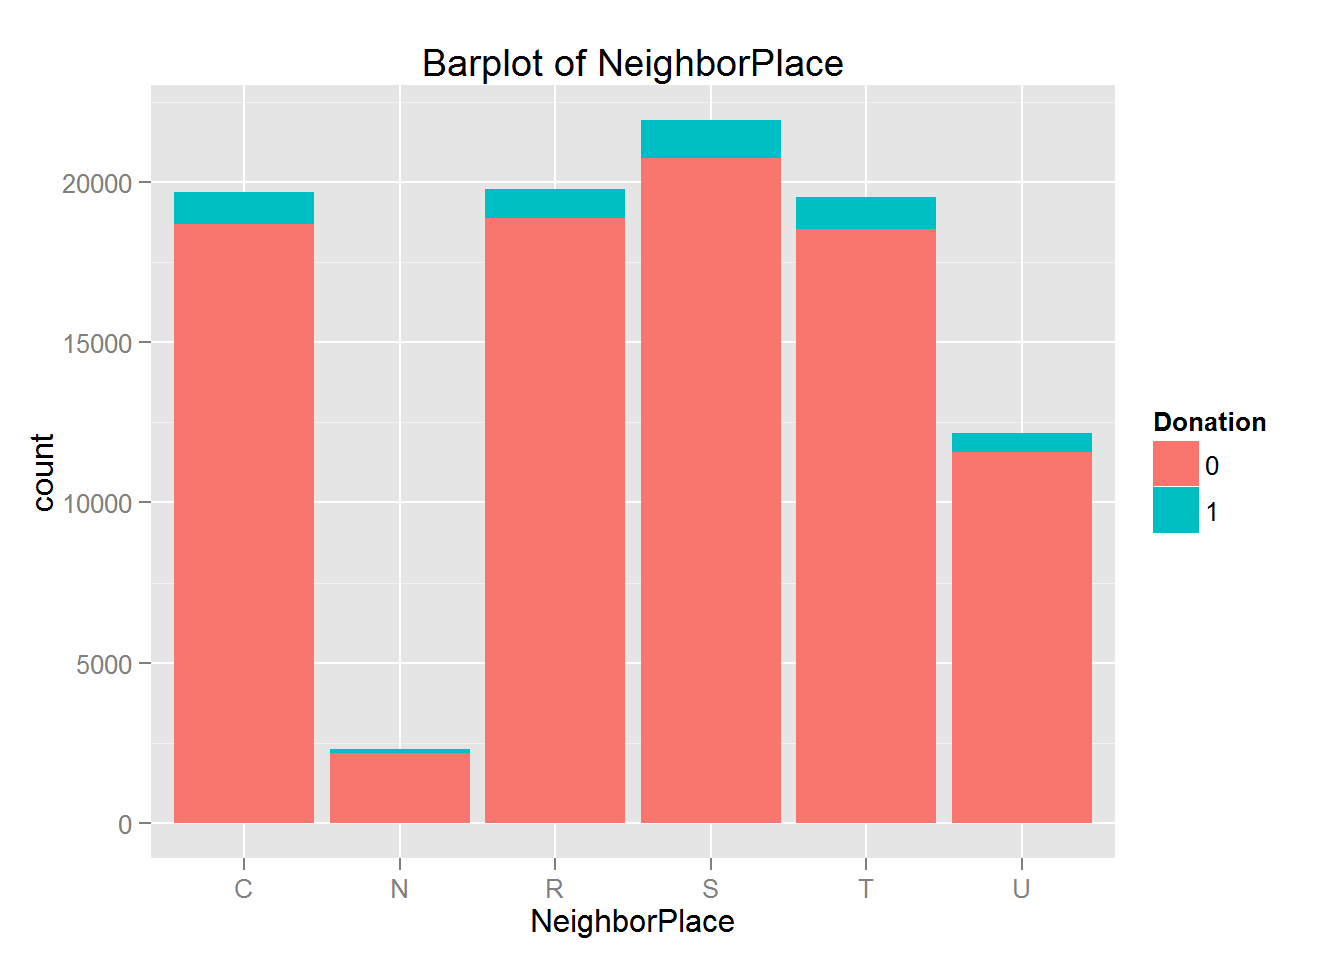 Barplot of NeighborPlace
20000
15000
10000
5000
0
count
C N R S T U
NeighborPlace
Donation
0
1